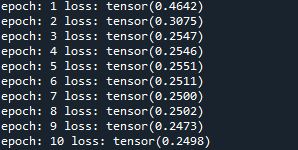 epoch: 1 loss: tensor(0.4642)
epoch: 2 loss: tensor(0.3075)
epoch: 3 loss: tensor(0.2547)
epoch: 4 loss: tensor(0.2546)
epoch: 5 loss: tensor(0.2551)
epoch: 6 loss: tensor(0.2511)
epoch: 7 loss: tensor(0.2500)
epoch: 8 loss: tensor(0.2502)
epoch: 9 loss: tensor(0.2473)
epoch: 10 loss: tensor(0.2498)